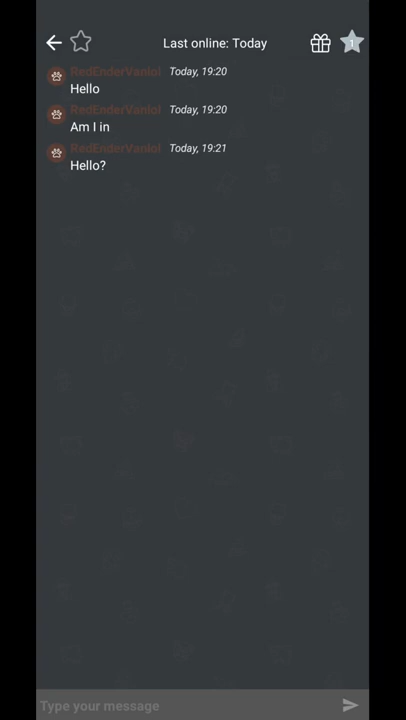 Last online: Today
1
RedEnderVanlol Today, 19:20
Hello
RedEnderVanlol Today, 19:20
Am I in
RedEnderVanlol Today, 19:21
Hello?
Type your message